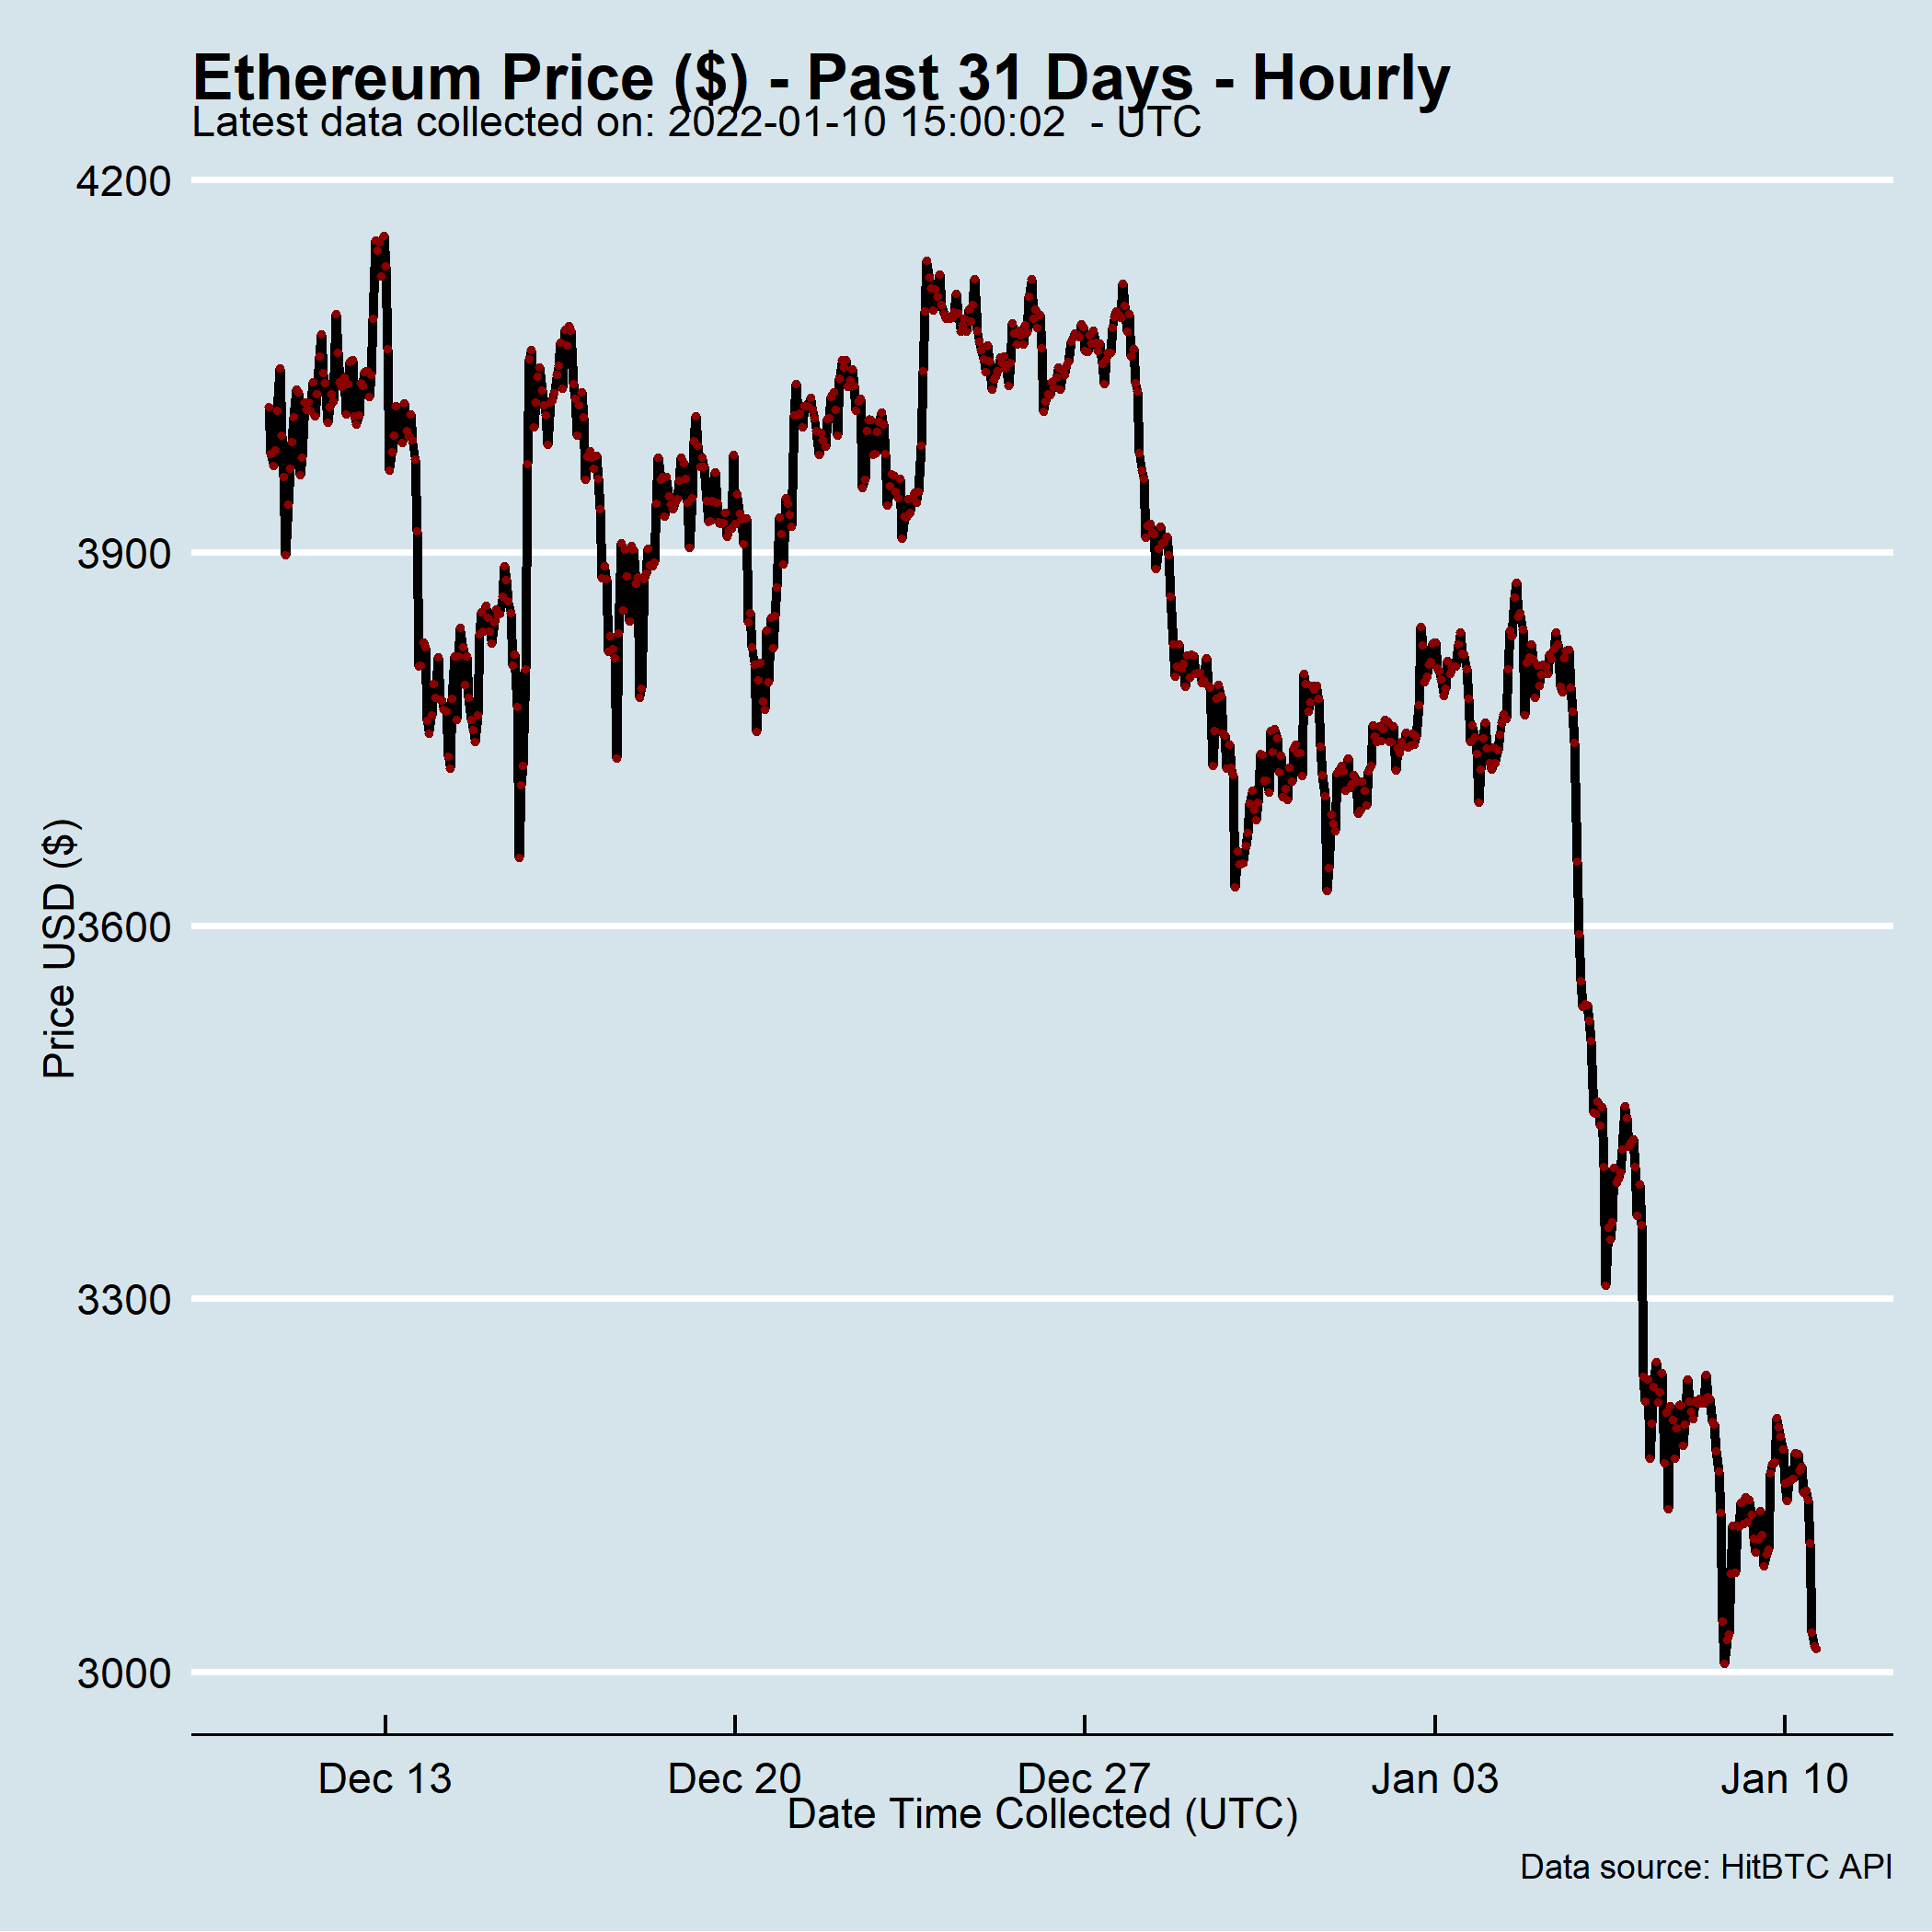 Ethereum Price ($) - Past 31 Days - Hourly
Latest data collected on: 2022-01-10 15:00:02  - UTC
4200
3900
3600
3300
3000
Price USD ($)
Dec 13
Dec 20
Dec 27
Jan 03
Jan 10
Date Time Collected (UTC)
Data source: HitBTC API